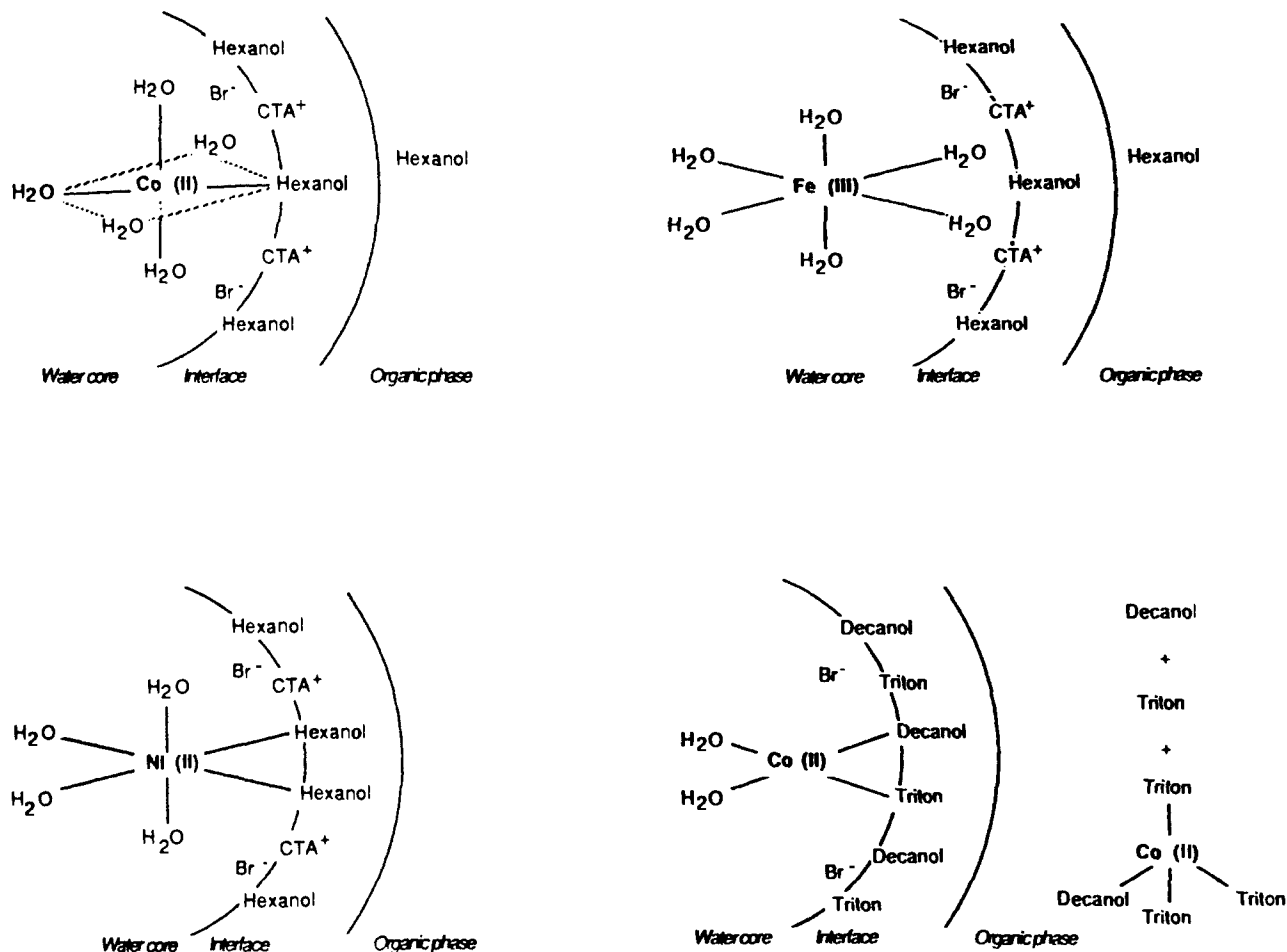 Hexanol
Br⁻
CTA⁺
H₂O
H₂O
Hexanol
H₂O Co (II) Hexanol
H₂O
H₂O
CTA⁺
Br⁻
Hexanol
Water core Interface Organic phase
Hexanol
Br⁻
CTA⁺
H₂O
H₂O H₂O
Hexanol
Fe (III) Hexanol
H₂O H₂O
H₂O
CTA⁺
Br⁻
Hexanol
Water core Interface Organic phase
Hexanol
Br⁻
CTA⁺
H₂O
H₂O Hexanol
Ni (II)
H₂O Hexanol
H₂O
CTA⁺
Br⁻
Hexanol
Water core Interface Organic phase
Decanol
Br⁻
Triton
H₂O Decanol
Co (II)
H₂O Triton
Decanol
Br⁻
Triton
Decanol
+
Triton
+
Triton
Co (II)
Decanol Triton Triton
Water core Interface Organic phase